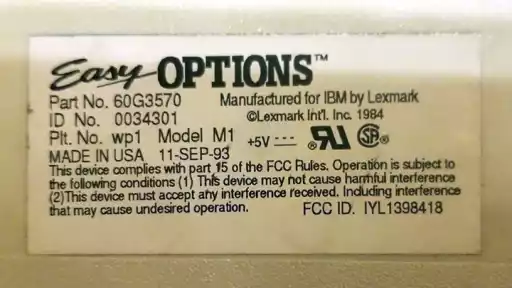 Easy OPTIONS™
Part No. 60G3570 Manufactured for IBM by Lexmark
ID No. 0034301 ©Lexmark Int'l. Inc. 1984
Plt. No. wp1 Model M1 +5V UR SA
MADE IN USA 11-SEP-93
This device complies with part 15 of the FCC Rules. Operation is subject to
the following conditions (1) This device may not cause harmful interference
(2)This device must accept any interference received. Including interference
that may cause undesired operation. FCC ID. IYL1398418